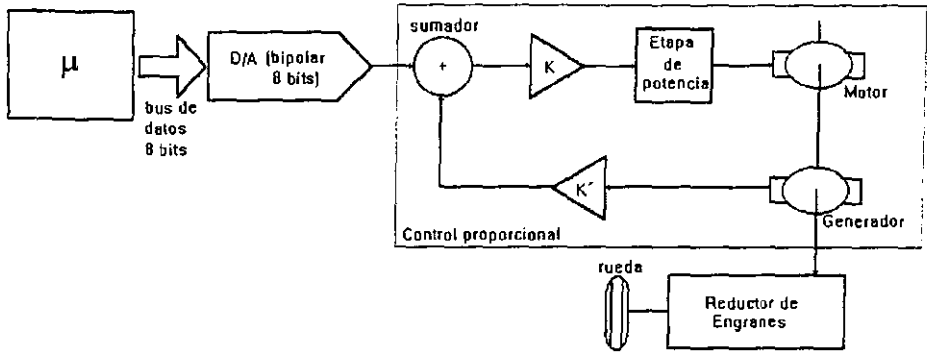 μ
bus de
datos
8 bits
D/A (bipolar
8 bits)
sumador
+
K
Etapa
de
potencia
Motor
K´
Generador
Control proporcional
rueda
Reductor de
Engranes